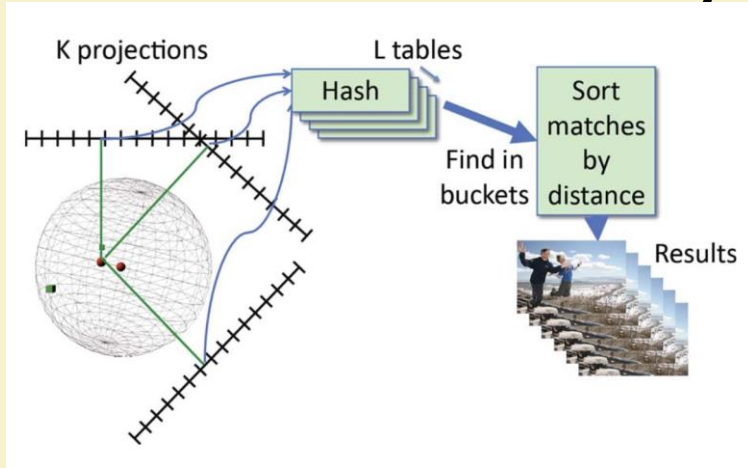 K projections
L tables
Hash
Sort
matches
by
distance
Find in
buckets
Results